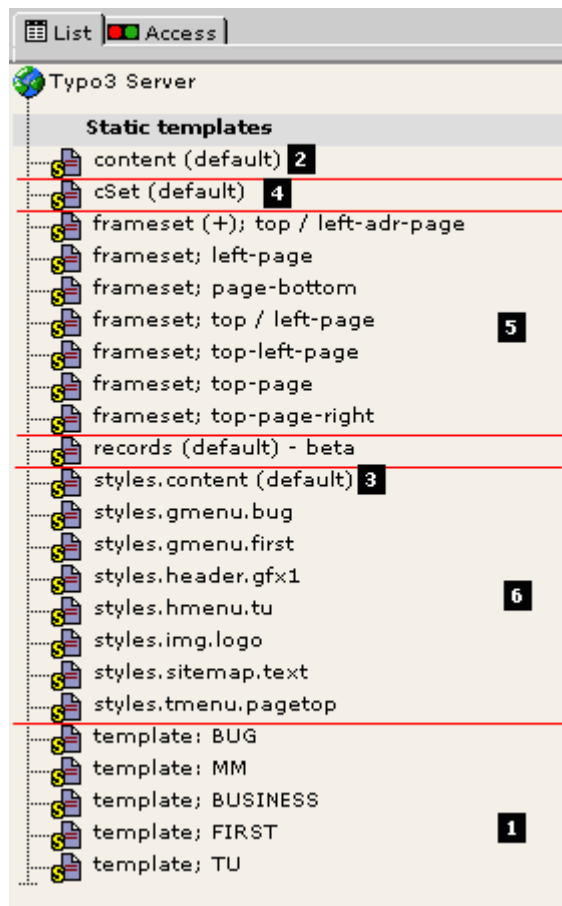 List Access
Typo3 Server
Static templates
content (default) 2
cSet (default) 4
frameset (+); top / left-adr-page
frameset; left-page
frameset; page-bottom
frameset; top / left-page
5
frameset; top-left-page
frameset; top-page
frameset; top-page-right
records (default) - beta
styles.content (default) 3
styles.gmenu.bug
styles.gmenu.first
styles.header.gfx1
6
styles.hmenu.tu
styles.img.logo
styles.sitemap.text
styles.tmenu.pagetop
template; BUG
template; MM
template; BUSINESS
template; FIRST 1
template; TU